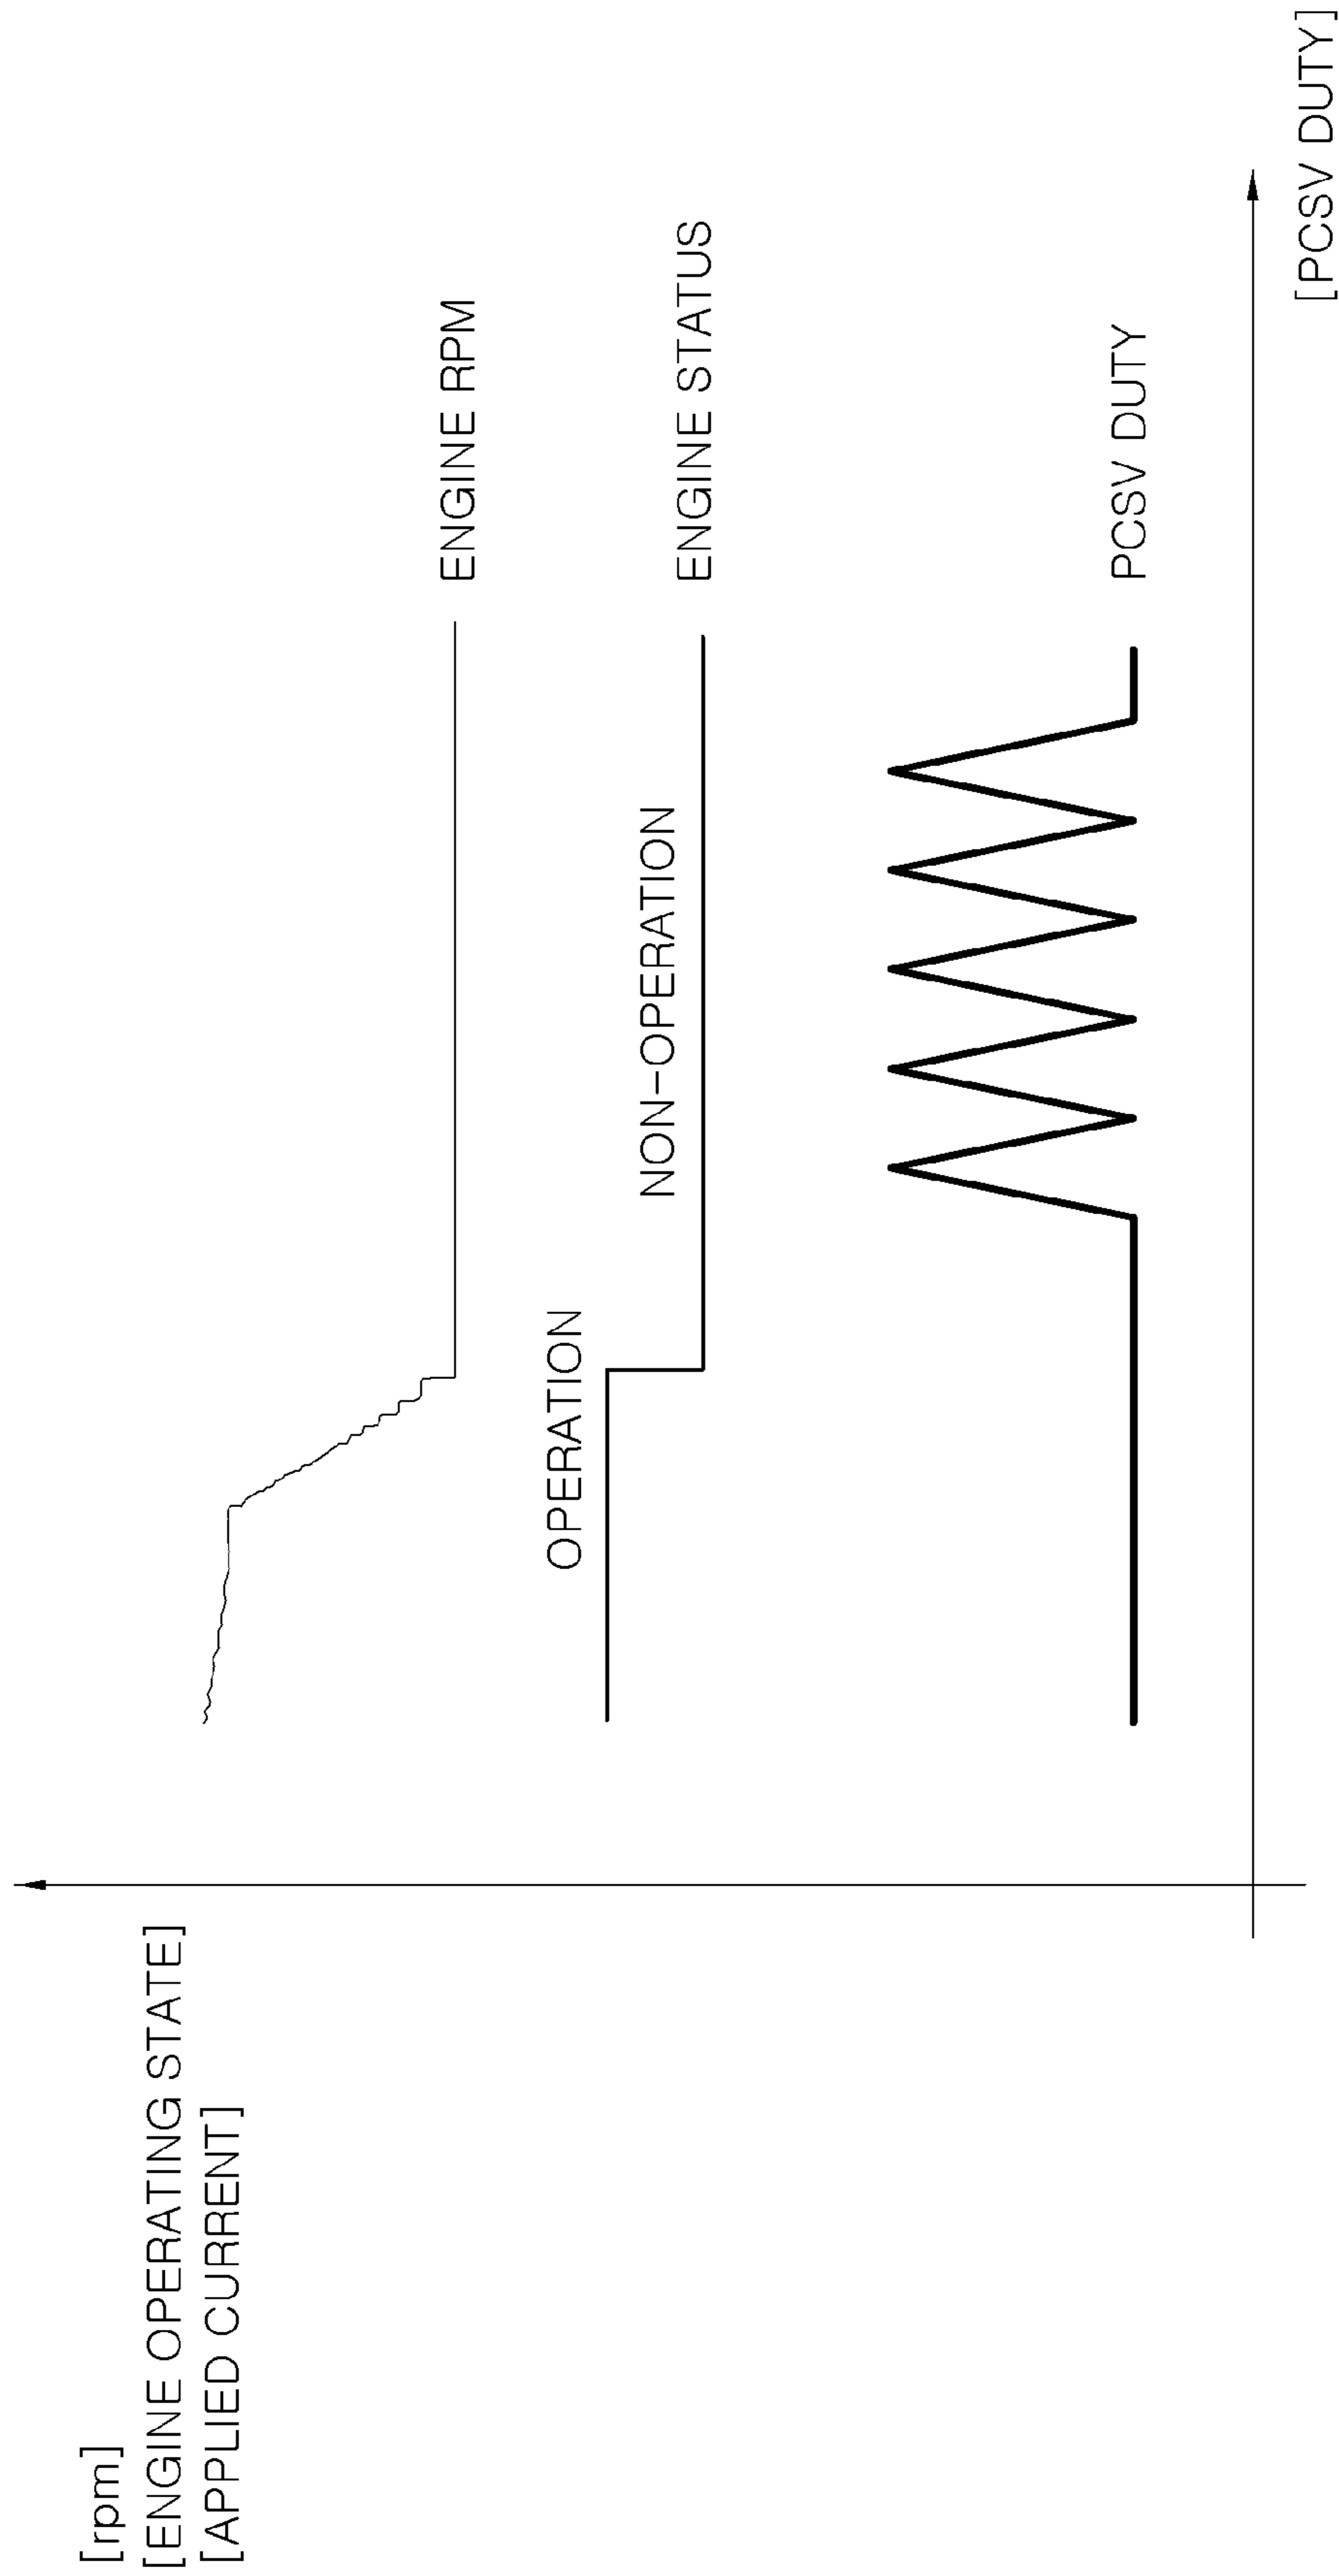 [rpm]
[ENGINE OPERATING STATE]
[APPLIED CURRENT]
ENGINE RPM
OPERATION
NON-OPERATION
ENGINE STATUS
PCSV DUTY
[PCSV DUTY]